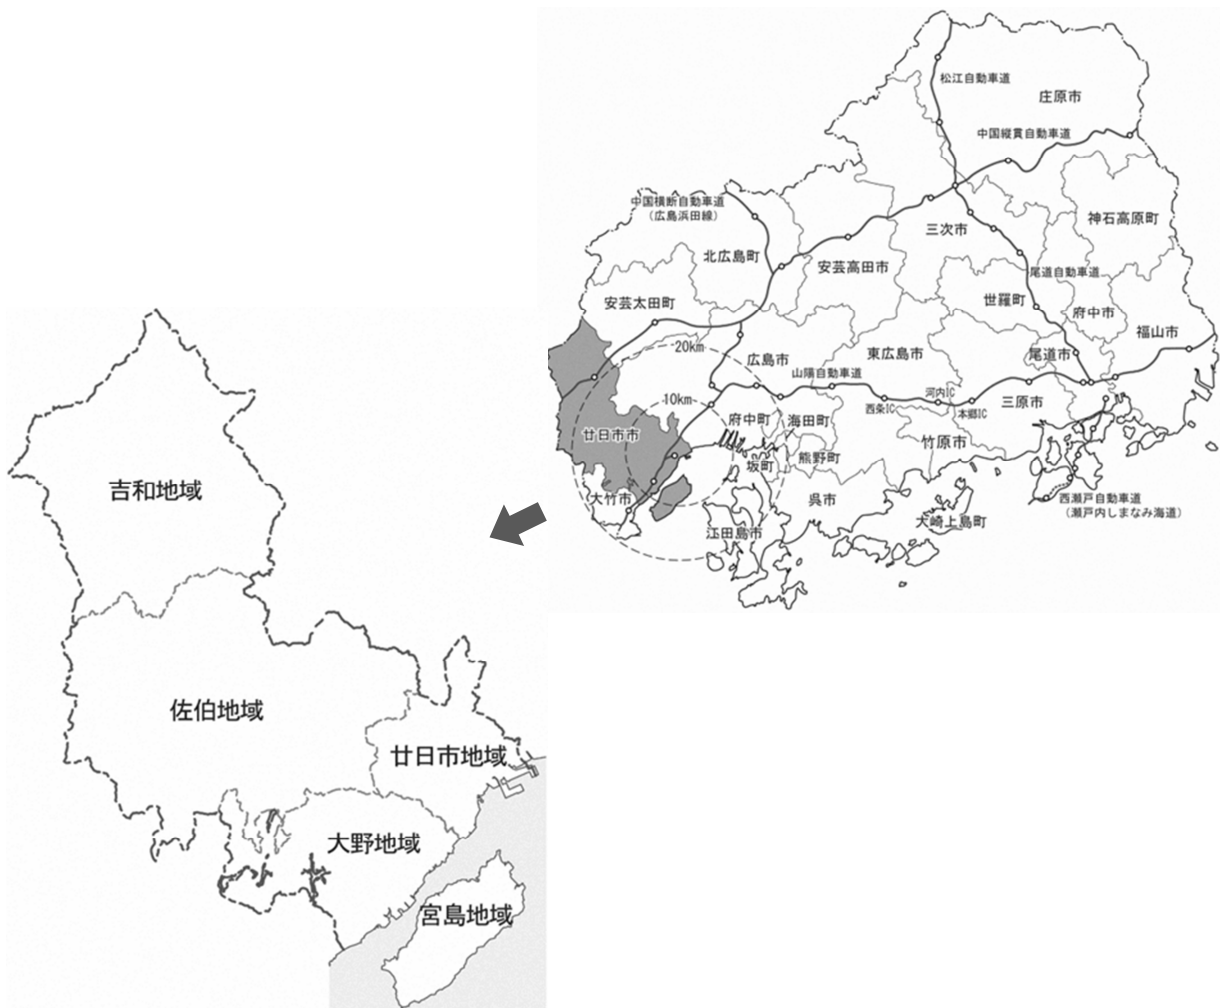 松江自動車道
庄原市
中国縦貫自動車道
中国横断自動車道
（広島浜田線）
神石高原町
三次市
北広島町
安芸高田市
尾道自動車道
安芸太田町
世羅町
府中市
福山市
20km
広島市
東広島市
尾道市
山陽自動車道
河内IC
10km
西条IC
本郷IC
三原市
府中町
海田町
廿日市市
竹原市
坂町
熊野町
大竹市
呉市
西瀬戸自動車道
（瀬戸内しまなみ海道）
大崎上島町
江田島市
吉和地域
佐伯地域
廿日市地域
大野地域
宮島地域